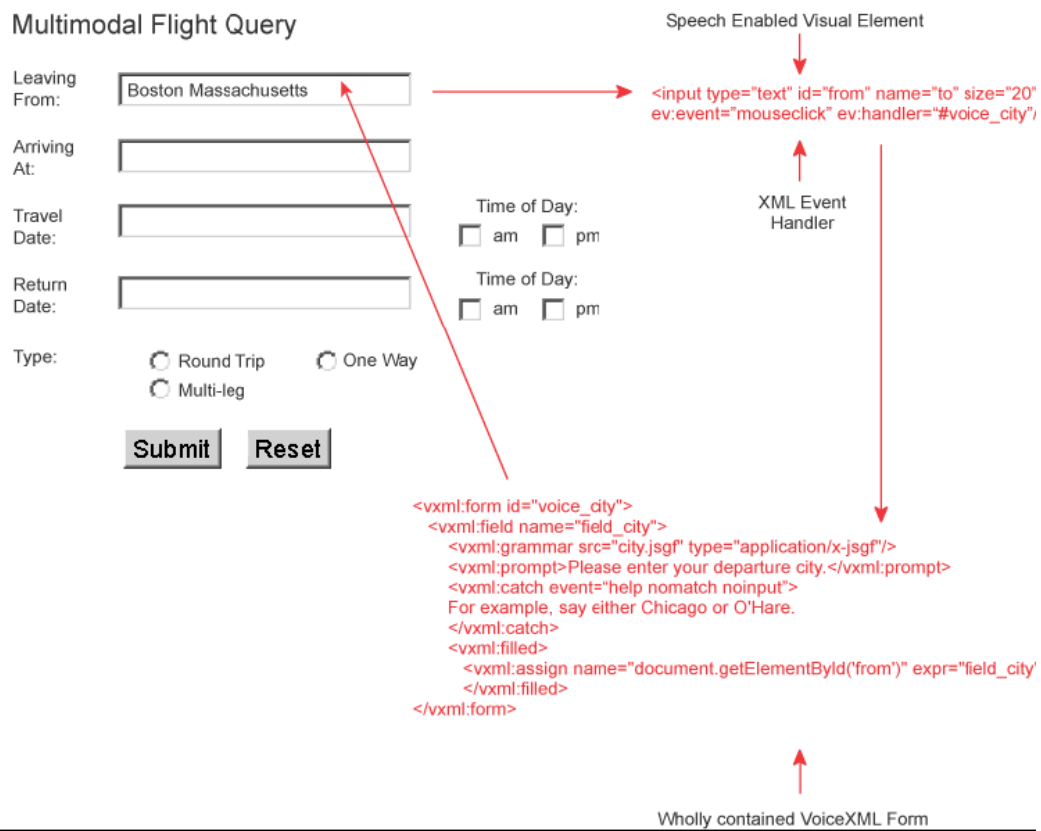 Multimodal Flight Query
Speech Enabled Visual Element
Leaving
From:
Boston Massachusetts
<input type="text" id="from" name="to" size="20"
ev:event="mouseclick" ev:handler="#voice_city"/
Arriving
At:
XML Event
Handler
Travel
Date:
Time of Day:
am pm
Return
Date:
Time of Day:
am pm
Type:
Round Trip One Way
Multi-leg
Submit Reset
<vxml:form id="voice_city">
<vxml:field name="field_city">
<vxml:grammar src="city.jsgf" type="application/x-jsgf"/>
<vxml:prompt>Please enter your departure city.</vxml:prompt>
<vxml:catch event="help nomatch noinput">
For example, say either Chicago or O'Hare.
</vxml:catch>
<vxml:filled>
<vxml:assign name="document.getElementById('from')" expr="field_city"
</vxml:filled>
</vxml:form>
Wholly contained VoiceXML Form